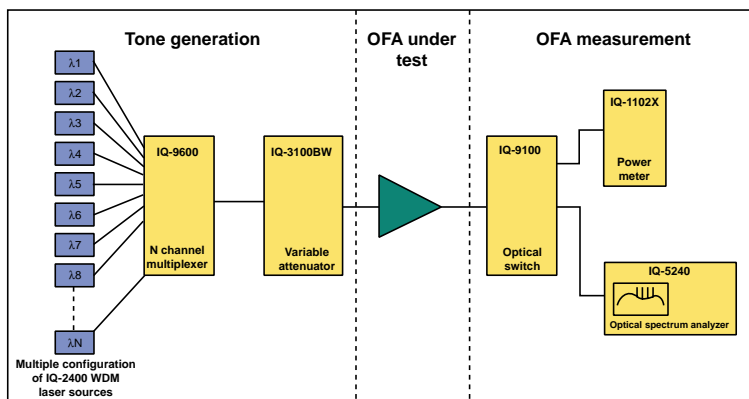 Tone generation
OFA under
test
OFA measurement
λ1
λ2
λ3
λ4
λ5
λ6
λ7
λ8
λN
Multiple configuration
of IQ-2400 WDM
laser sources
IQ-9600
N channel
multiplexer
IQ-3100BW
Variable
attenuator
IQ-9100
Optical
switch
IQ-1102X
Power
meter
IQ-5240
Optical spectrum analyzer